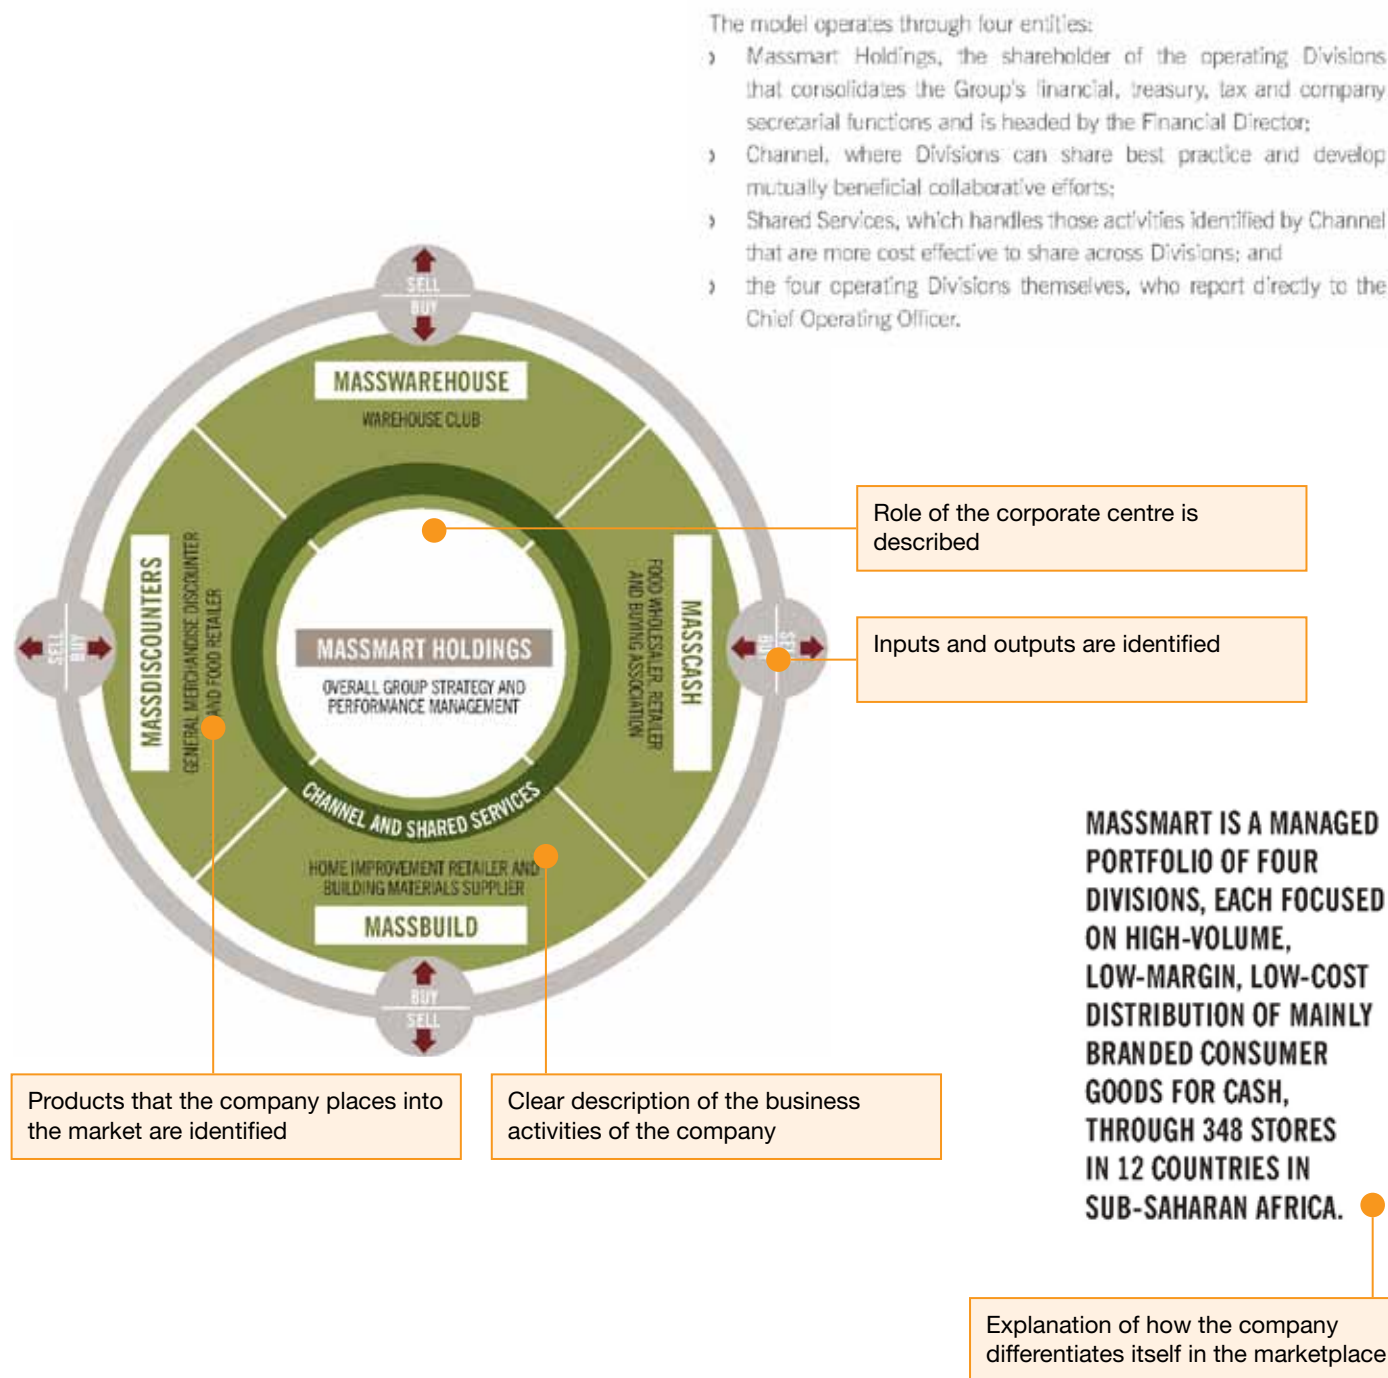 The model operates through four entities:
› Massmart Holdings, the shareholder of the operating Divisions
that consolidates the Group's financial, treasury, tax and company
secretarial functions and is headed by the Financial Director;
› Channel, where Divisions can share best practice and develop
mutually beneficial collaborative efforts;
› Shared Services, which handles those activities identified by Channel
that are more cost effective to share across Divisions; and
› the four operating Divisions themselves, who report directly to the
Chief Operating Officer.
SELL
BUY
MASSWAREHOUSE
WAREHOUSE CLUB
SELL
BUY
MASSDISCOUNTERS
GENERAL MERCHANDISE DISCOUNTER
AND FOOD RETAILER
MASSMART HOLDINGS
OVERALL GROUP STRATEGY AND
PERFORMANCE MANAGEMENT
CHANNEL AND SHARED SERVICES
MASSCASH
FOOD WHOLESALER, RETAILER
AND BUYING ASSOCIATION
SELL
BUY
HOME IMPROVEMENT RETAILER AND
BUILDING MATERIALS SUPPLIER
MASSBUILD
BUY
SELL
Role of the corporate centre is
described
Inputs and outputs are identified
Products that the company places into
the market are identified
Clear description of the business
activities of the company
MASSMART IS A MANAGED
PORTFOLIO OF FOUR
DIVISIONS, EACH FOCUSED
ON HIGH-VOLUME,
LOW-MARGIN, LOW-COST
DISTRIBUTION OF MAINLY
BRANDED CONSUMER
GOODS FOR CASH,
THROUGH 348 STORES
IN 12 COUNTRIES IN
SUB-SAHARAN AFRICA.
Explanation of how the company
differentiates itself in the marketplace